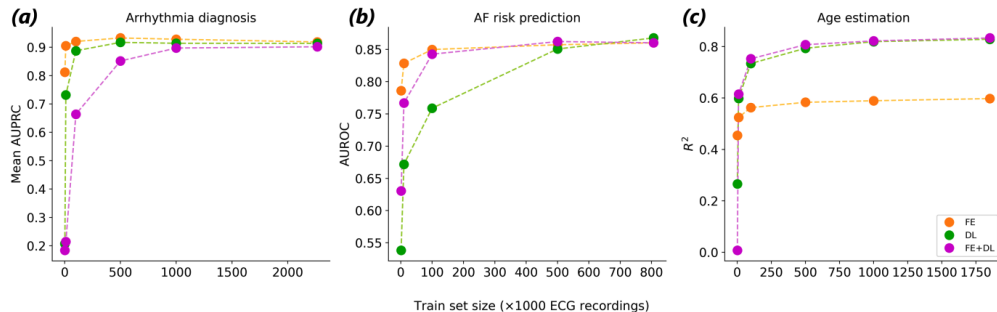 (a)
Arrhythmia diagnosis
Mean AUPRC
0.9
0.8
0.7
0.6
0.5
0.4
0.3
0.2
0 500 1000 1500 2000
(b)
AF risk prediction
AUROC
0.85
0.80
0.75
0.70
0.65
0.60
0.55
0 100 200 300 400 500 600 700 800
(c)
Age estimation
R²
0.8
0.6
0.4
0.2
0.0
0 250 500 750 1000 1250 1500 1750
FE
DL
FE+DL
Train set size (×1000 ECG recordings)